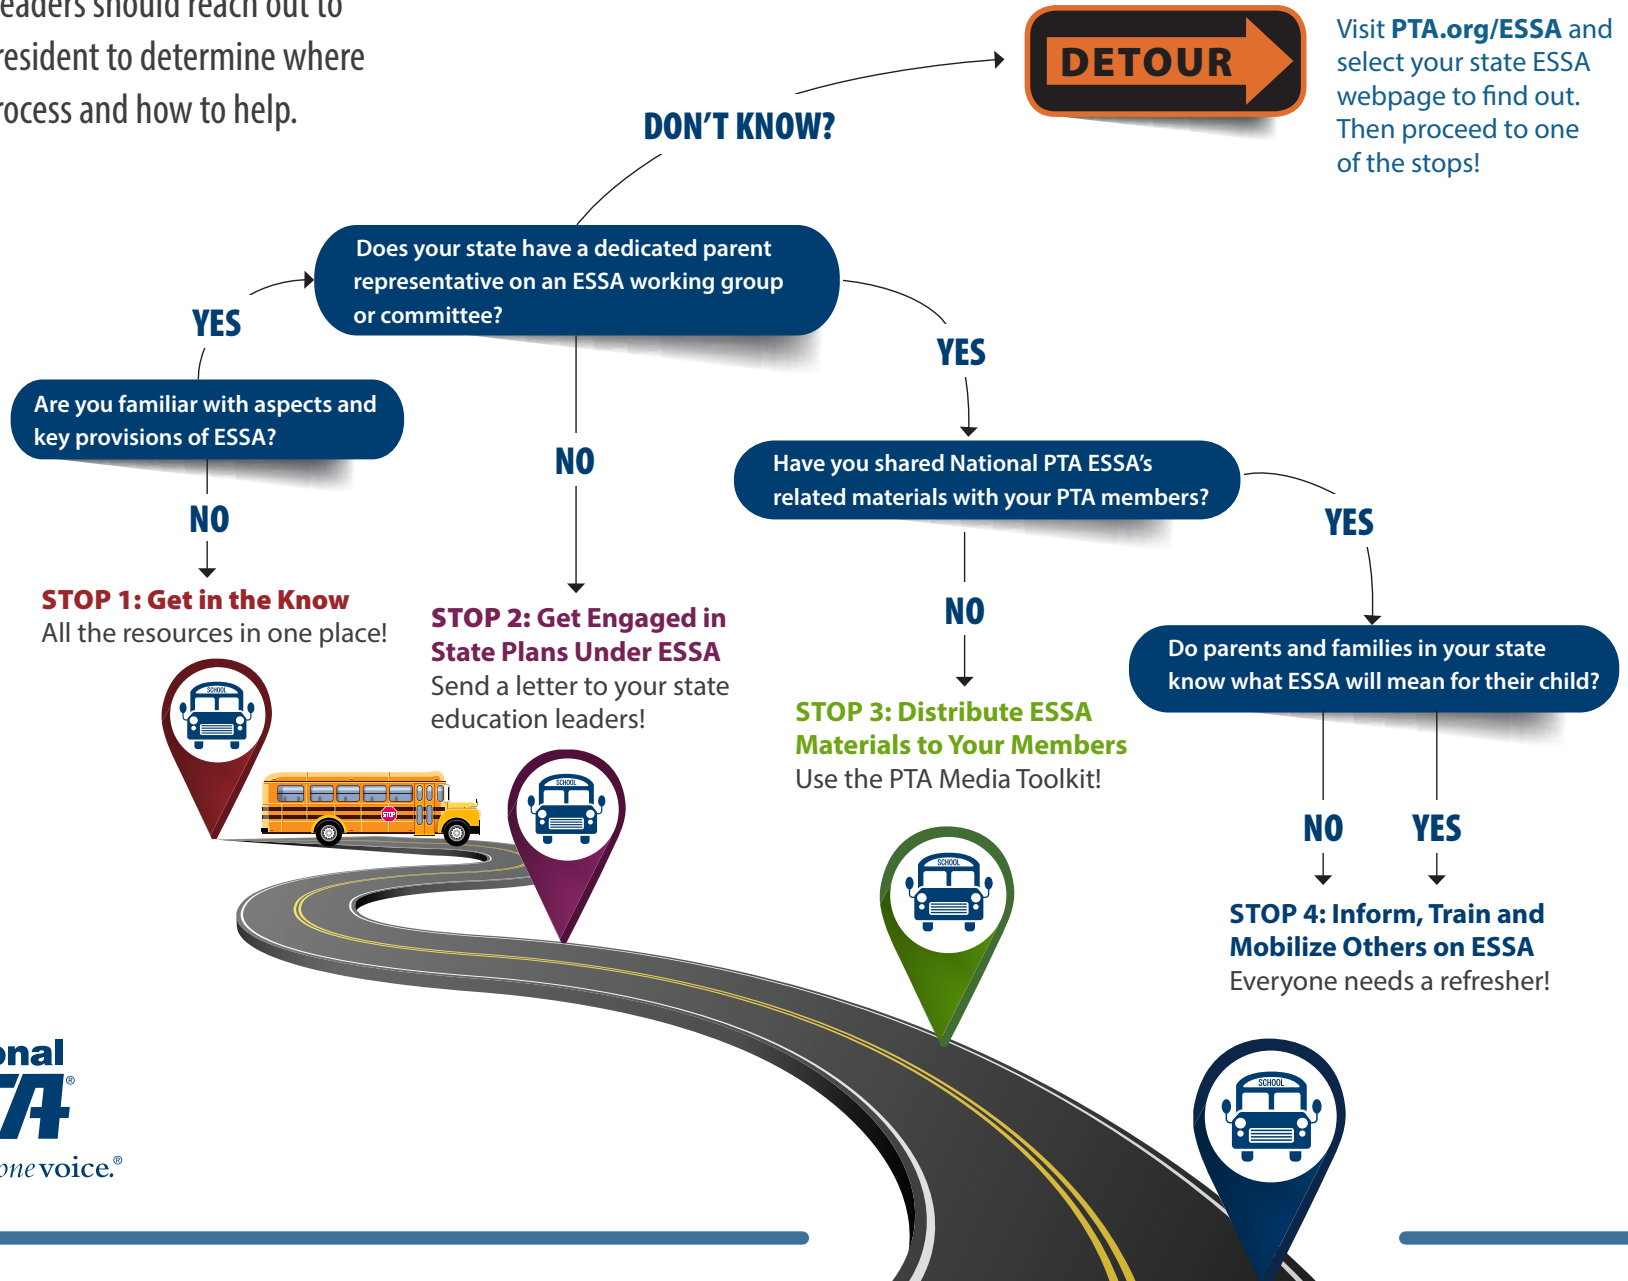 should reach out to
to determine where
and how to help.
DETOUR
Visit PTA.org/ESSA and
select your state ESSA
webpage to find out.
Then proceed to one
of the stops!
DON'T KNOW?
Does your state have a dedicated parent
representative on an ESSA working group
or committee?
YES
YES
Are you familiar with aspects and
key provisions of ESSA?
NO
Have you shared National PTA ESSA's
related materials with your PTA members?
NO
YES
STOP 1: Get in the Know
All the resources in one place!
STOP 2: Get Engaged in
State Plans Under ESSA
Send a letter to your state
education leaders!
NO
Do parents and families in your state
know what ESSA will mean for their child?
STOP 3: Distribute ESSA
Materials to Your Members
Use the PTA Media Toolkit!
NO
YES
STOP 4: Inform, Train and
Mobilize Others on ESSA
Everyone needs a refresher!
SCHOOL
STOP
SCHOOL
SCHOOL
SCHOOL
onal
TA®
one voice.®